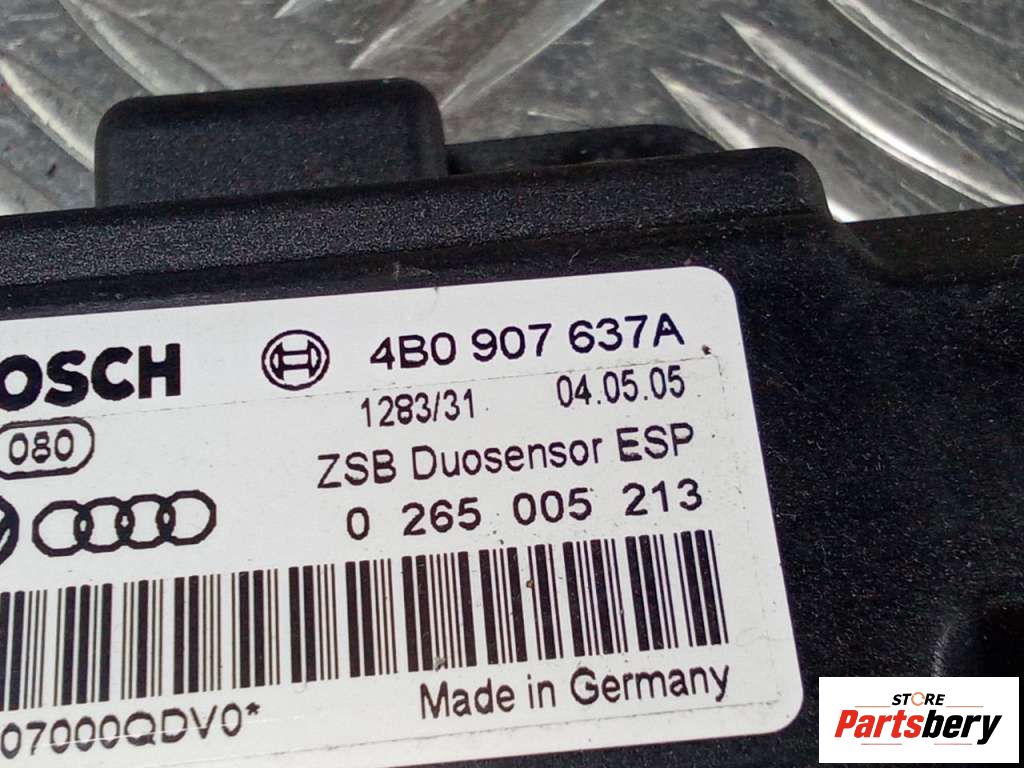 OSCH
4B0 907 637A
1283/31 04.05.05
080
ZSB Duosensor ESP
0 265 005 213
07000QDV0*
Made in Germany
STORE
Partsbery